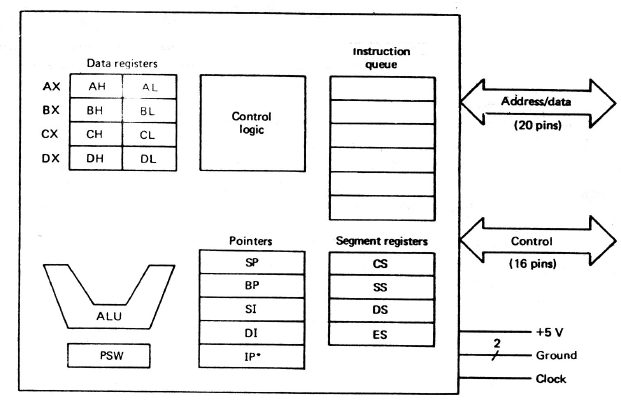 Data registers
AX AH AL
BX BH BL
CX CH CL
DX DH DL
Control
logic
Instruction
queue
Address/data
(20 pins)
Control
(16 pins)
ALU
PSW
Pointers
SP
BP
SI
DI
IP*
Segment registers
CS
SS
DS
ES
+5 V
2
Ground
Clock